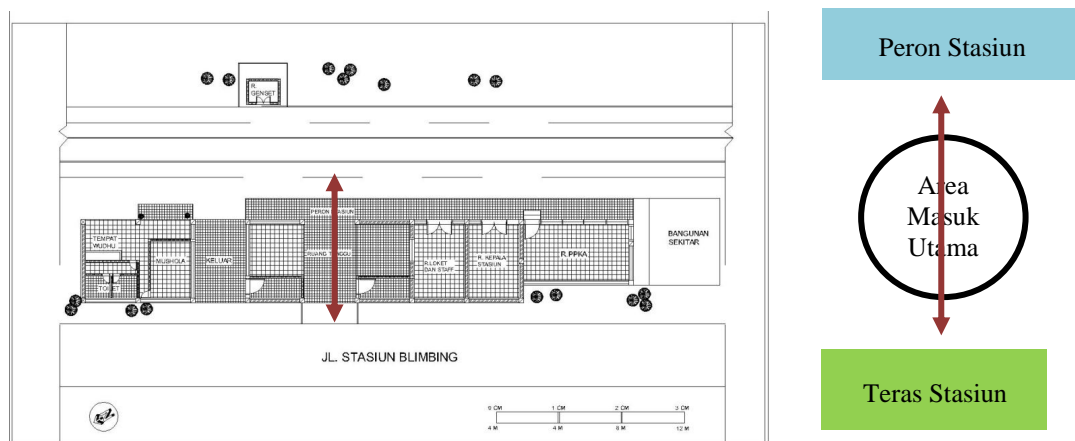 R.
GENSET
PERON STASIUN
TEMPAT
WUDHU
MUSHOLA
TOILET
KELUAR
RUANG TUNGGU
R.LOKET
DAN STAFF
R. KEPALA
STASIUN
R.PPKA
BANGUNAN
SEKITAR
JL. STASIUN BLIMBING
0 CM 1 CM 2 CM 3 CM
4 M 4 M 8 M 12 M
Peron Stasiun
Area
Masuk
Utama
Teras Stasiun